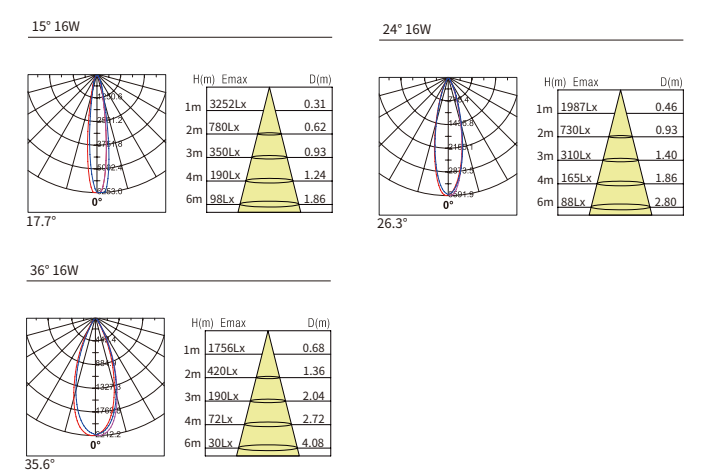 15° 16W
H(m) Emax D(m)
1m 3252Lx 0.31
2m 780Lx 0.62
3m 350Lx 0.93
4m 190Lx 1.24
6m 98Lx 1.86
0°
17.7°
24° 16W
H(m) Emax D(m)
1m 1987Lx 0.46
2m 730Lx 0.93
3m 310Lx 1.40
4m 165Lx 1.86
6m 88Lx 2.80
0°
26.3°
36° 16W
H(m) Emax D(m)
1m 1756Lx 0.68
2m 420Lx 1.36
3m 190Lx 2.04
4m 72Lx 2.72
6m 30Lx 4.08
0°
35.6°